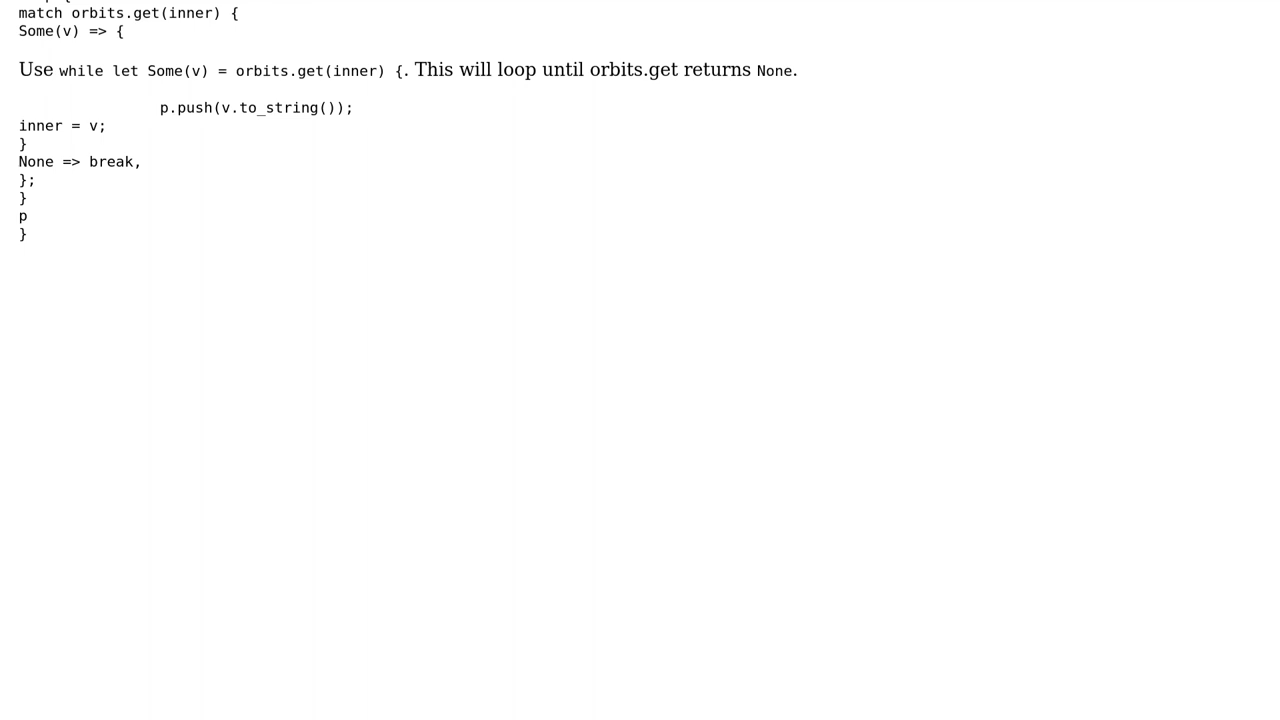 match orbits.get(inner) {
Some(v) => {
Use while let Some(v) = orbits.get(inner) {. This will loop until orbits.get returns None.
p.push(v.to_string());
inner = v;
}
None => break,
};
}
p
}